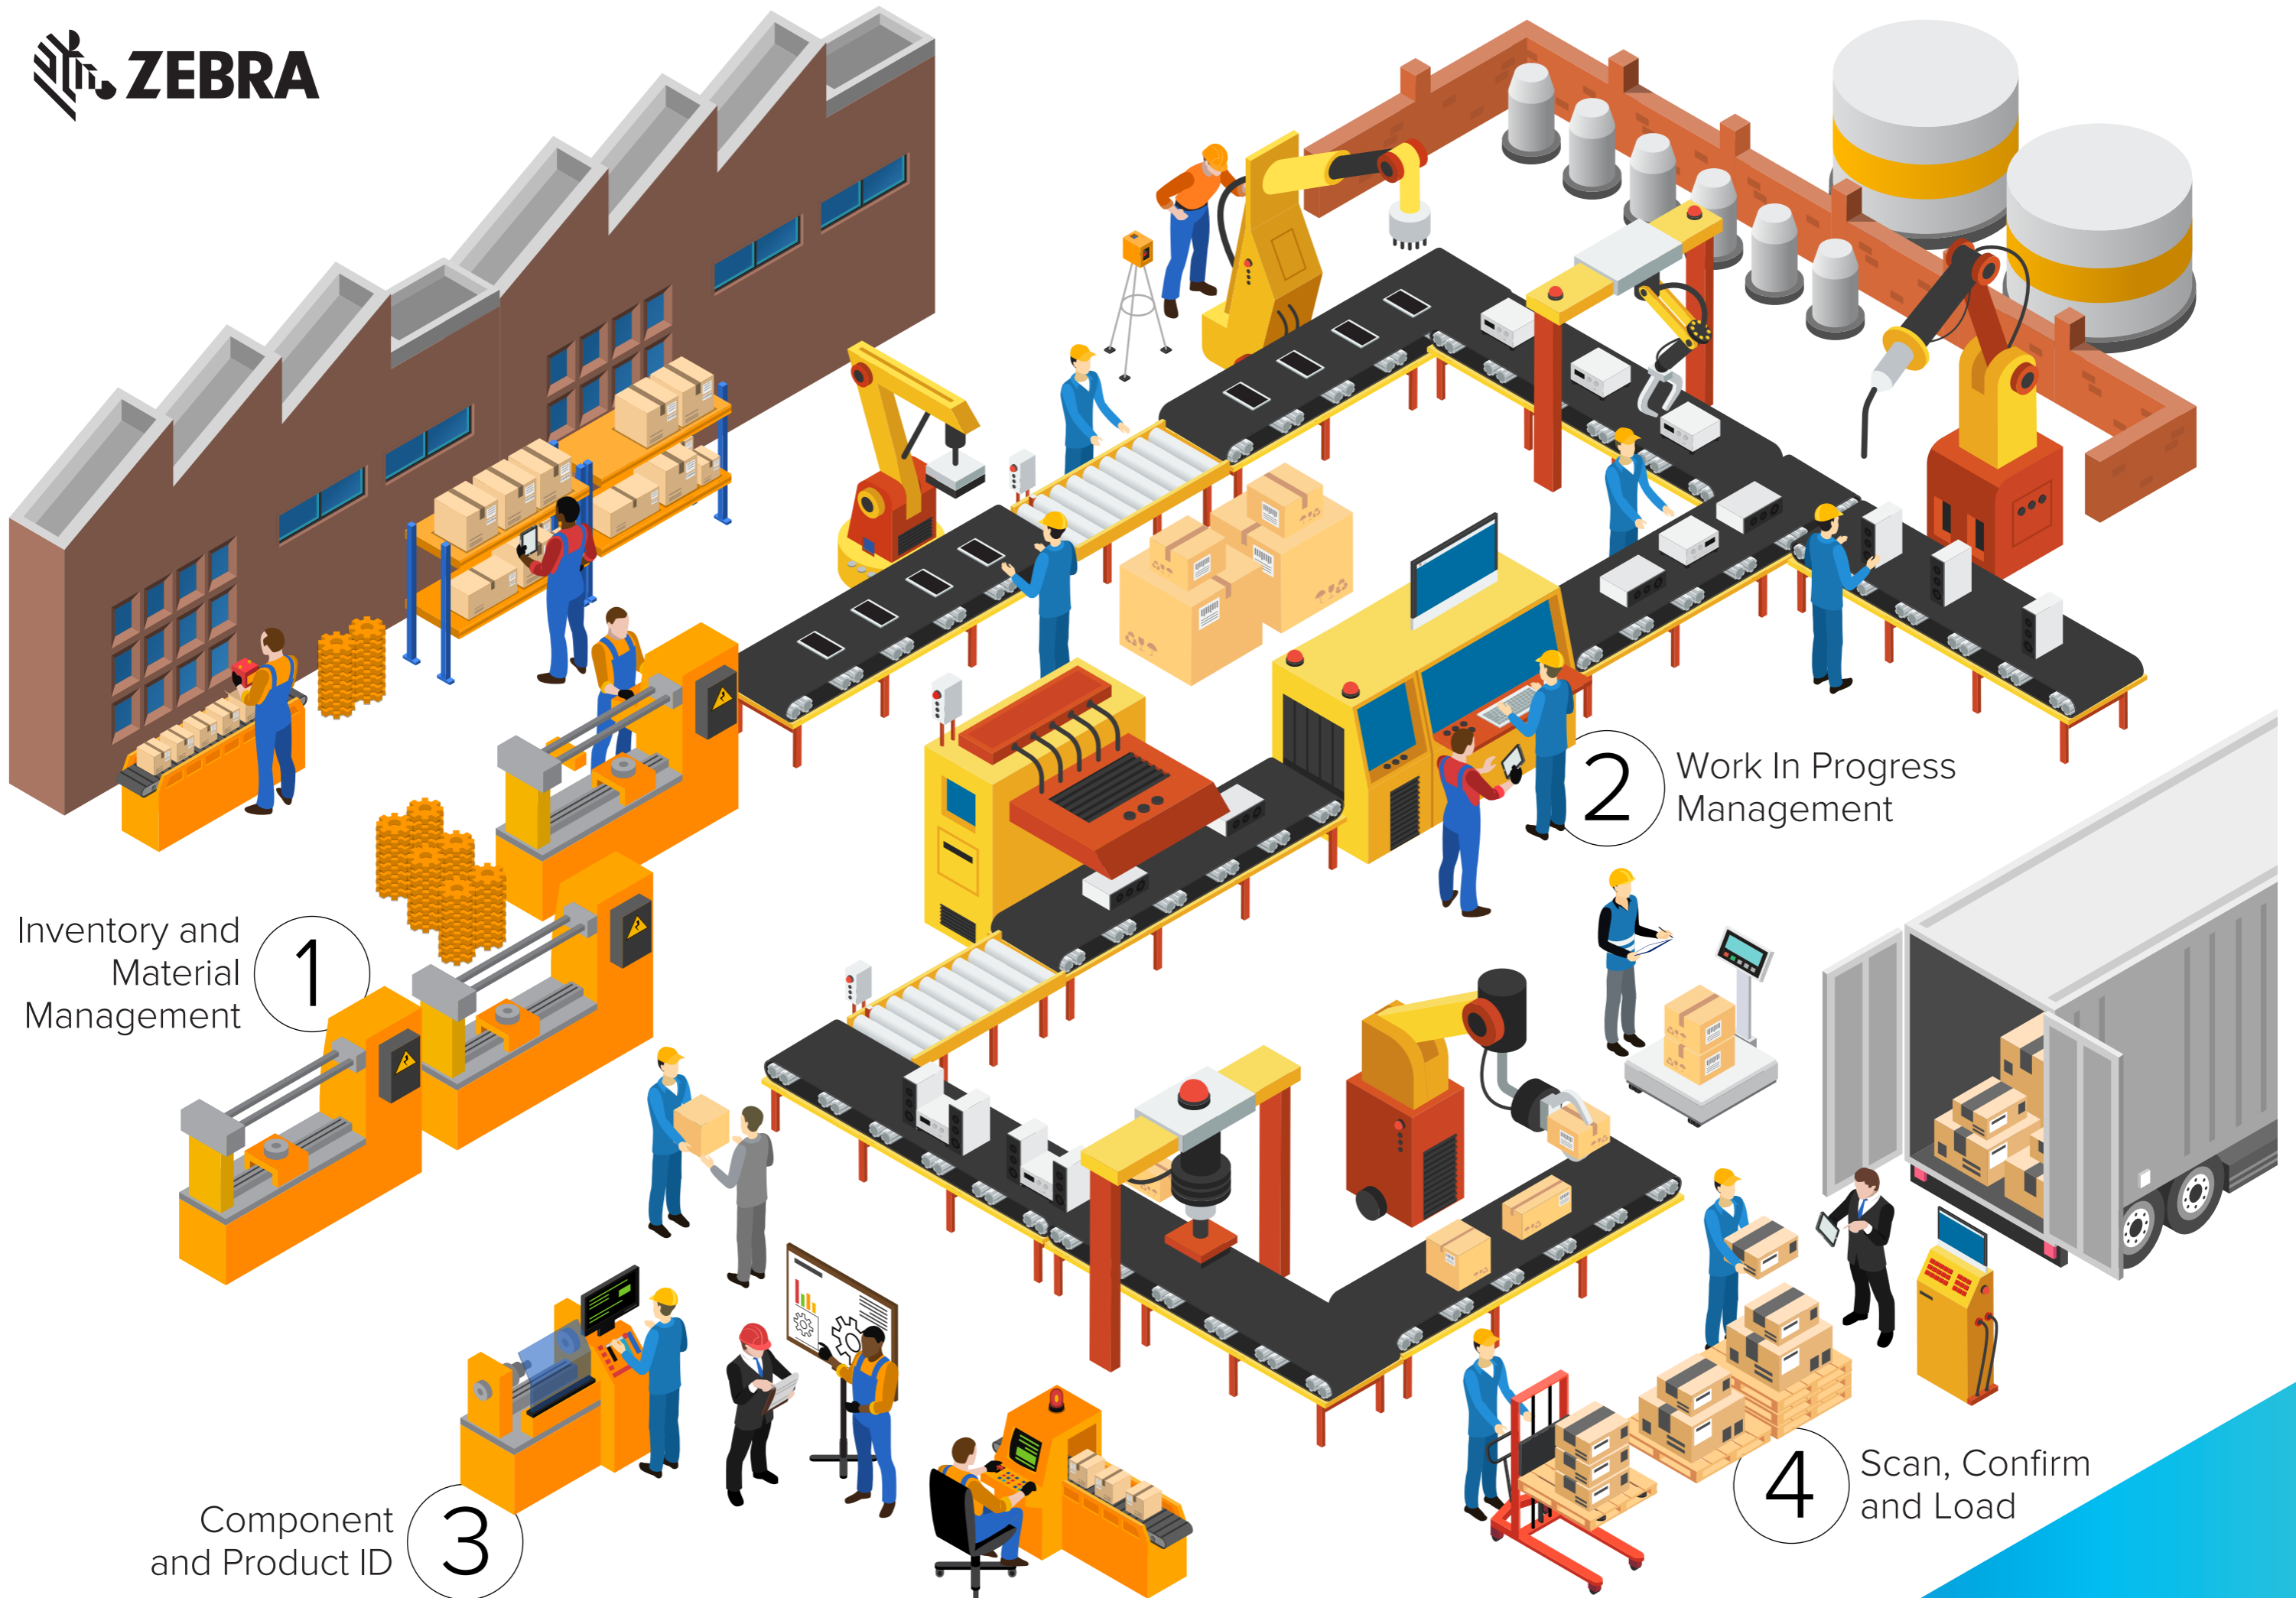 ZEBRA
Inventory and
Material
Management
1
2
Work In Progress
Management
Component
and Product ID
3
4
Scan, Confirm
and Load